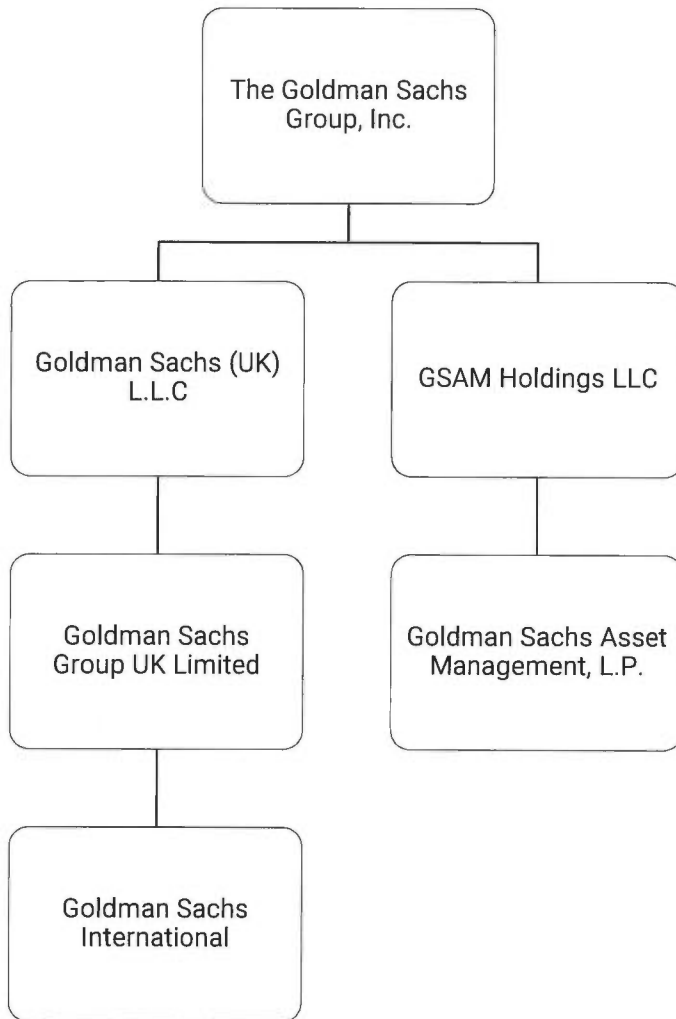 The Goldman Sachs
Group, Inc.
Goldman Sachs (UK)
L.L.C
GSAM Holdings LLC
Goldman Sachs
Group UK Limited
Goldman Sachs Asset
Management, L.P.
Goldman Sachs
International